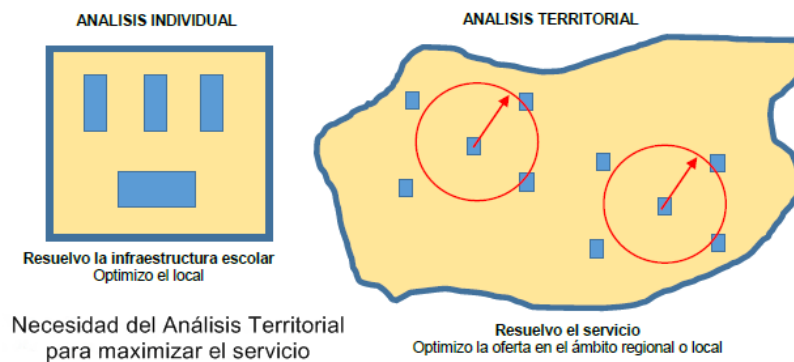 ANALISIS INDIVIDUAL
Resuelvo la infraestructura escolar
Optimizo el local
Necesidad del Análisis Territorial
para maximizar el servicio
ANALISIS TERRITORIAL
Resuelvo el servicio
Optimizo la oferta en el ámbito regional o local